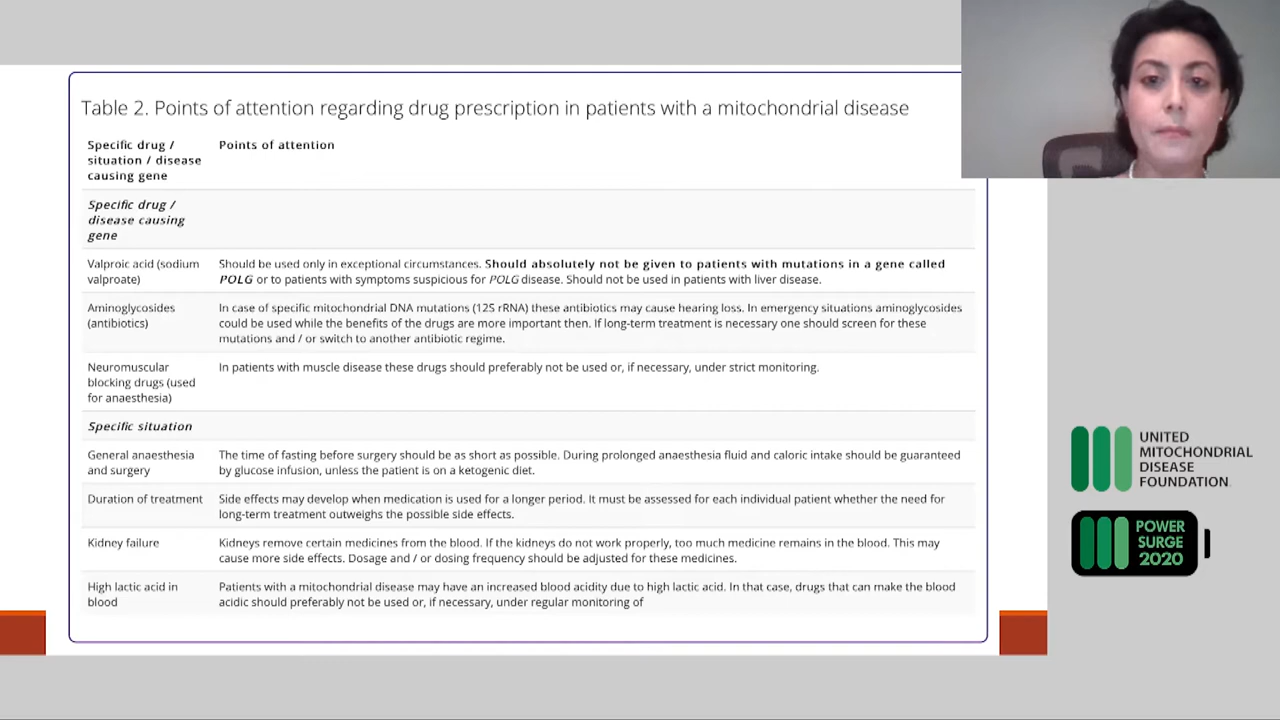 Table 2. Points of attention regarding drug prescription in patients with a mitochondrial disease
Specific drug /
situation / disease
causing gene
Points of attention
Specific drug /
disease causing
gene
Valproic acid (sodium
valproate)
Should be used only in exceptional circumstances. Should absolutely not be given to patients with mutations in a gene called
POLG or to patients with symptoms suspicious for POLG disease. Should not be used in patients with liver disease.
Aminoglycosides
(antibiotics)
In case of specific mitochondrial DNA mutations (12S rRNA) these antibiotics may cause hearing loss. In emergency situations aminoglycosides
could be used while the benefits of the drugs are more important then. If long-term treatment is necessary one should screen for these
mutations and / or switch to another antibiotic regime.
Neuromuscular
blocking drugs (used
for anaesthesia)
In patients with muscle disease these drugs should preferably not be used or, if necessary, under strict monitoring.
Specific situation
General anaesthesia
and surgery
The time of fasting before surgery should be as short as possible. During prolonged anaesthesia fluid and caloric intake should be guaranteed
by glucose infusion, unless the patient is on a ketogenic diet.
Duration of treatment
Side effects may develop when medication is used for a longer period. It must be assessed for each individual patient whether the need for
long-term treatment outweighs the possible side effects.
Kidney failure
Kidneys remove certain medicines from the blood. If the kidneys do not work properly, too much medicine remains in the blood. This may
cause more side effects. Dosage and / or dosing frequency should be adjusted for these medicines.
High lactic acid in
blood
Patients with a mitochondrial disease may have an increased blood acidity due to high lactic acid. In that case, drugs that can make the blood
acidic should preferably not be used or, if necessary, under regular monitoring of
UNITED
MITOCHONDRIAL
DISEASE
FOUNDATION
POWER
SURGE
2020